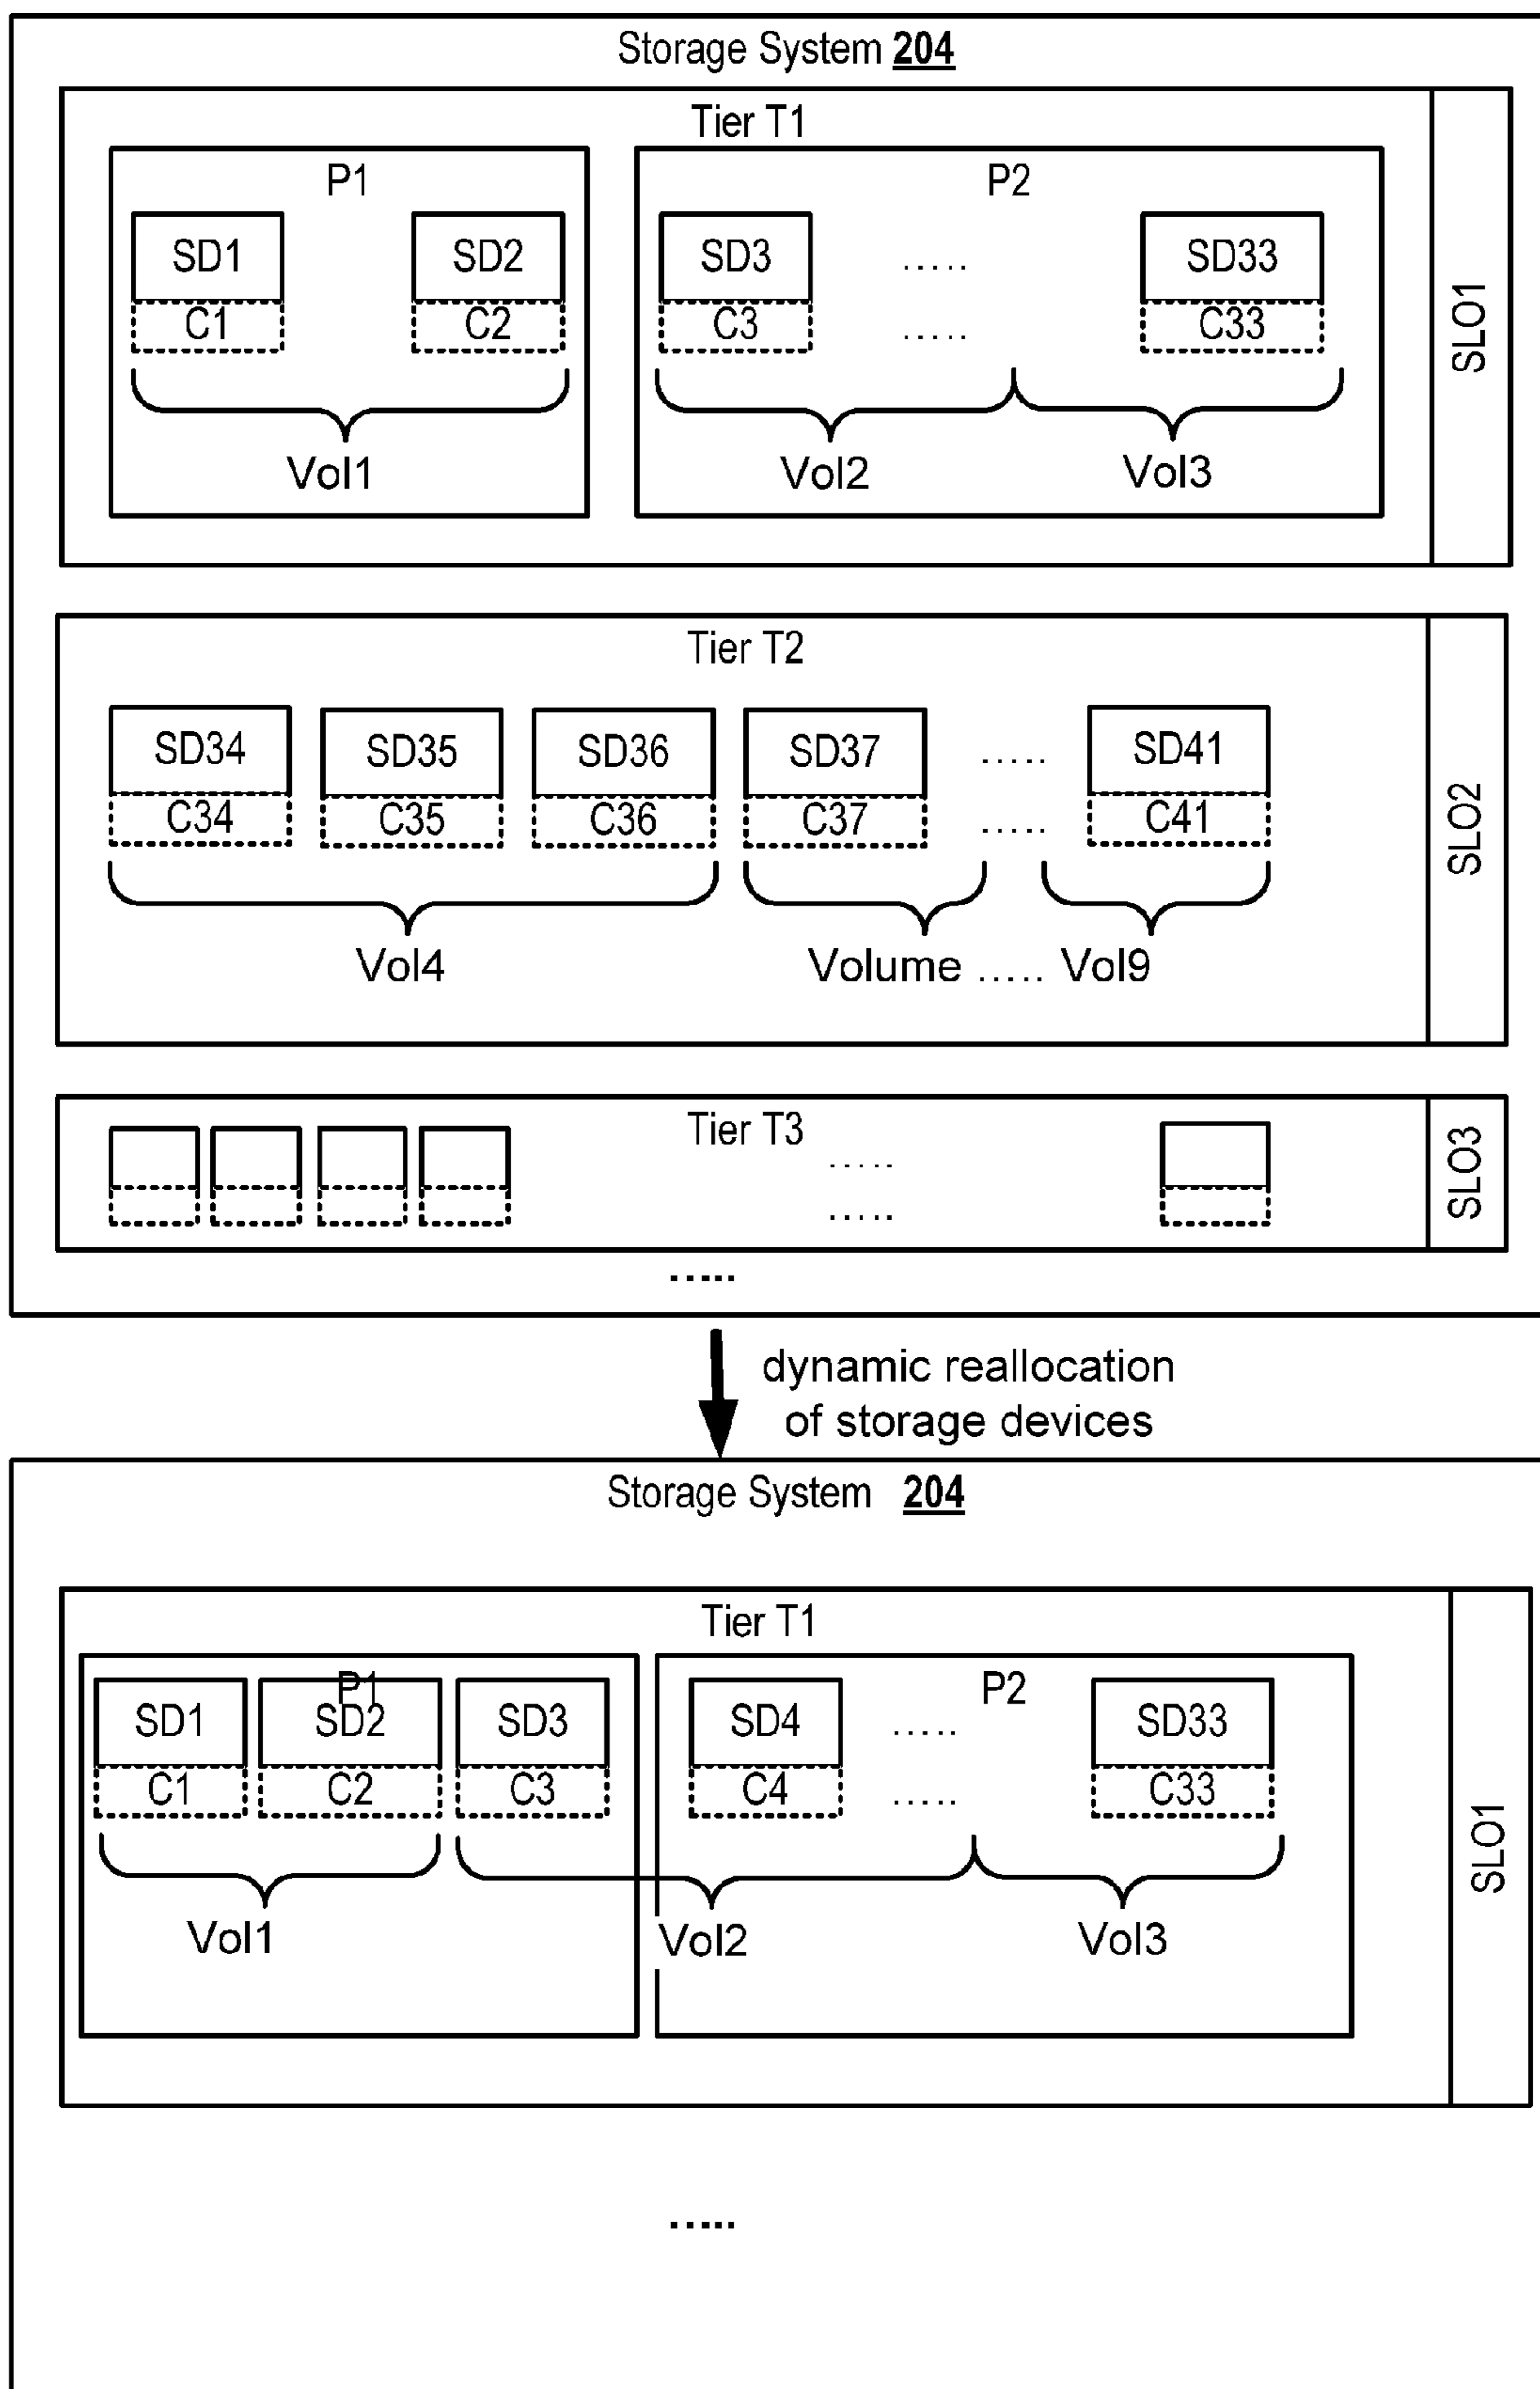 Storage System 204
Tier T1
P1
P2
SD1
SD2
SD3
.....
SD33
C1
C2
C3
.....
C33
Vol1
Vol2
Vol3
SLO1
Tier T2
SD34
SD35
SD36
SD37
.....
SD41
C34
C35
C36
C37
.....
C41
Vol4
Volume ..... Vol9
SLO2
Tier T3
.....
.....
SLO3
.....
dynamic reallocation
of storage devices
Storage System 204
Tier T1
P1
P2
SD1
SD2
SD3
SD4
.....
SD33
C1
C2
C3
C4
.....
C33
Vol1
Vol2
Vol3
SLO1
.....